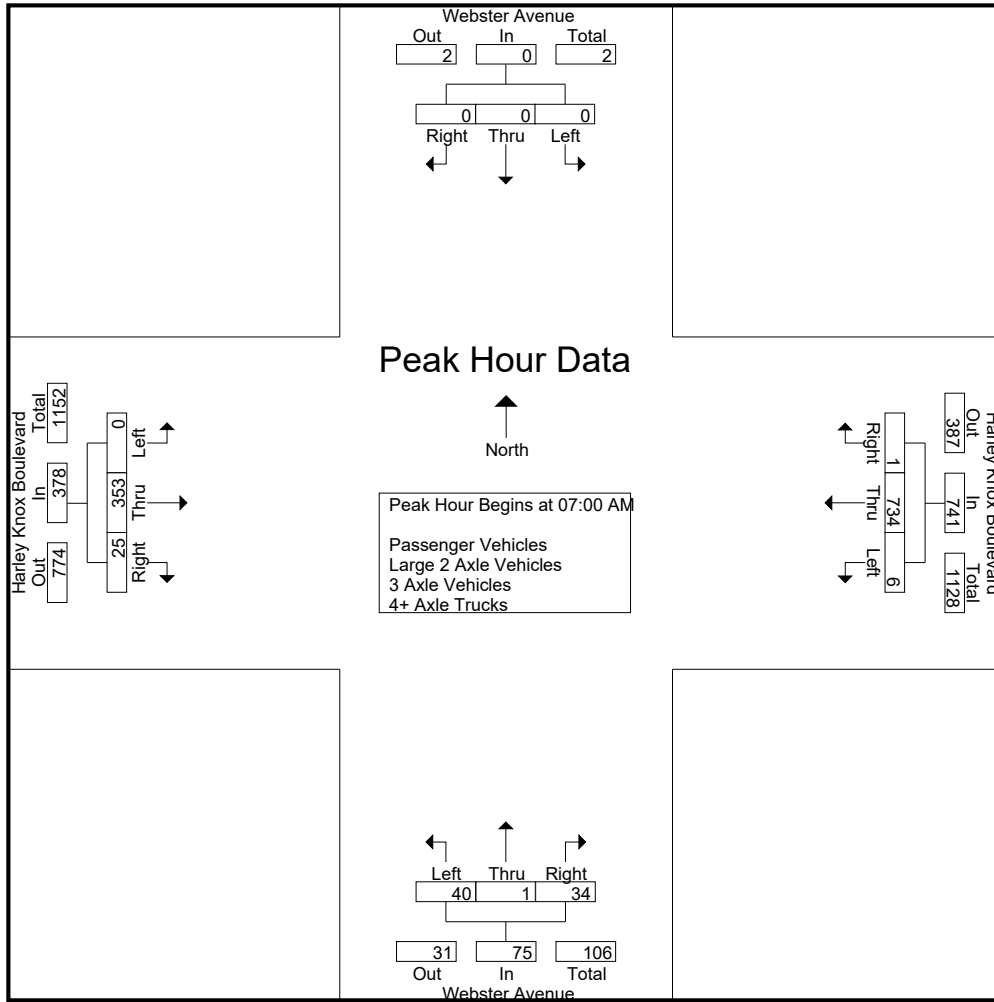 Webster Avenue
Out In Total
2 0 2
0 0 0
Right Thru Left
Peak Hour Data
North
Peak Hour Begins at 07:00 AM
Passenger Vehicles
Large 2 Axle Vehicles
3 Axle Vehicles
4+ Axle Trucks
Harley Knox Boulevard
Out In Total
774 378 1152
0 353 25
Left Thru Right
Harley Knox Boulevard
Out In Total
387 741 1128
1 734 6
Right Thru Left
Left Thru Right
40 1 34
31 75 106
Out In Total
Webster Avenue